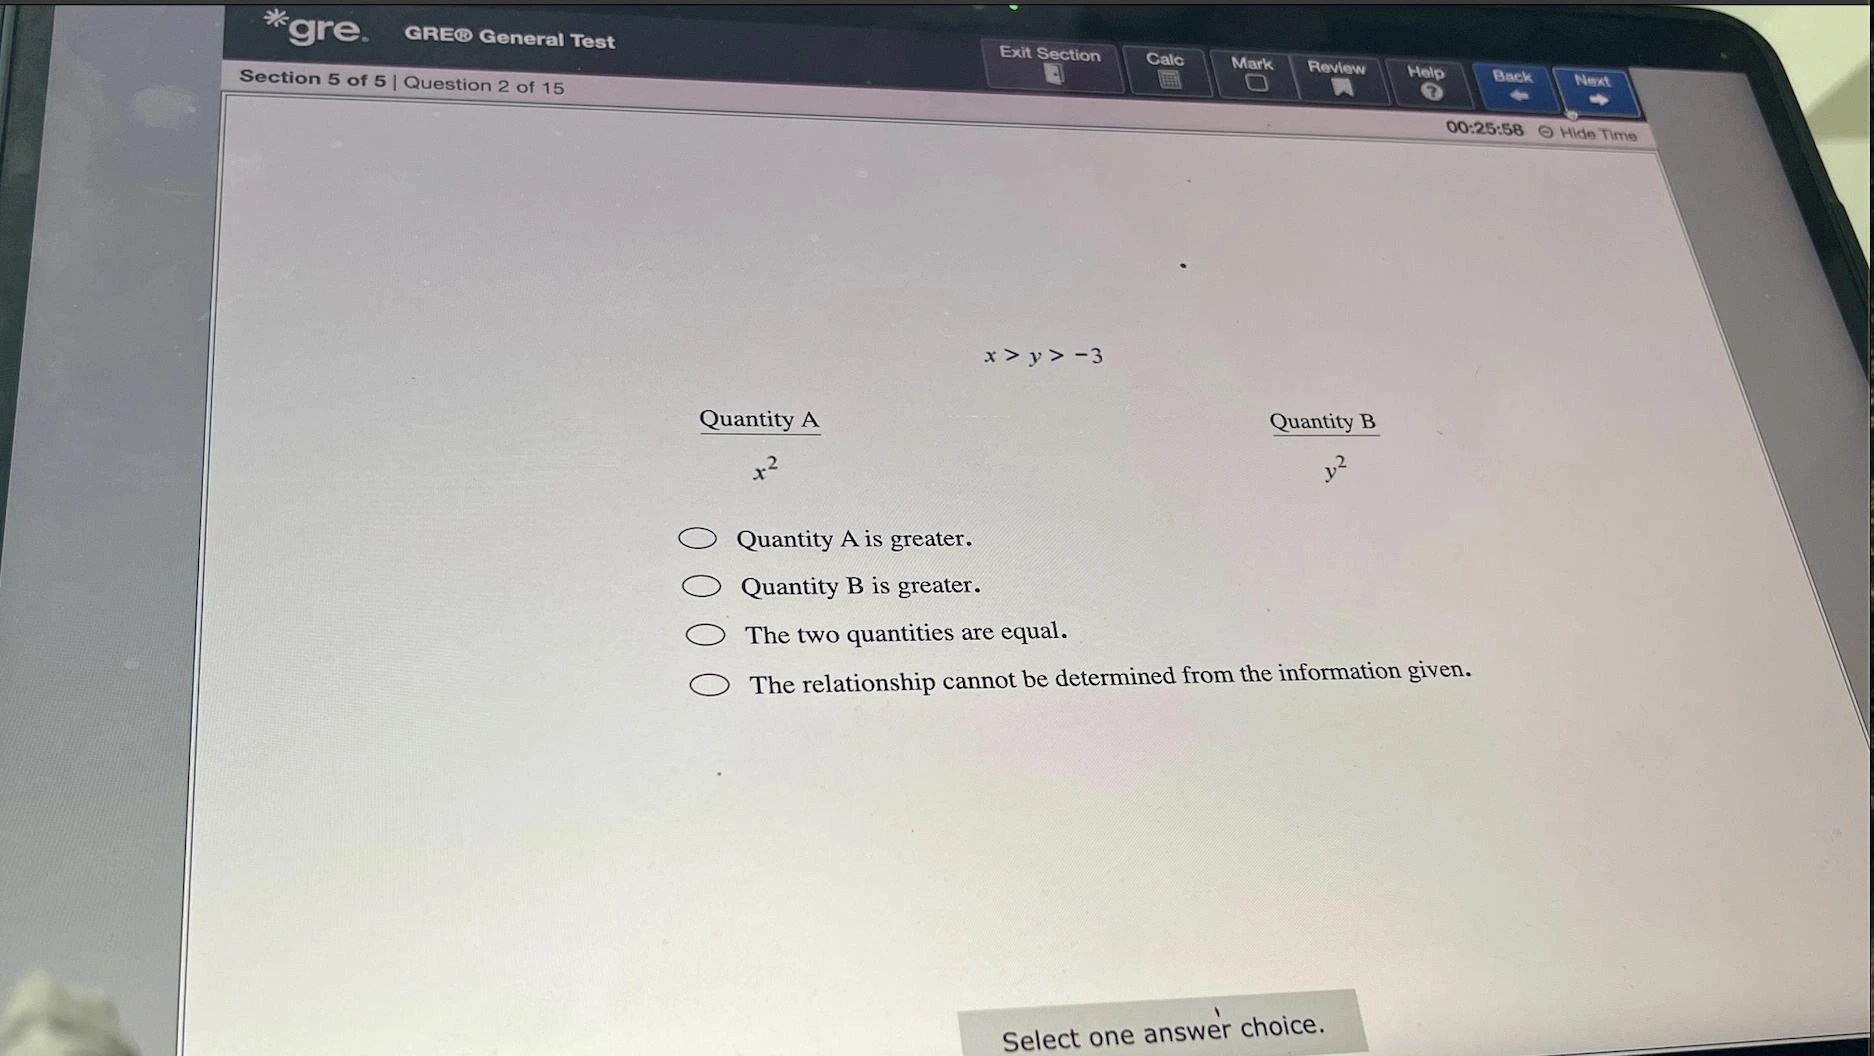 *gre. GRE® General Test
Exit Section Calc Mark Review Help Back Next
Section 5 of 5 | Question 2 of 15
00:25:58 Hide Time
x > y > −3
Quantity A Quantity B
x² y²
Quantity A is greater.
Quantity B is greater.
The two quantities are equal.
The relationship cannot be determined from the information given.
Select one answer choice.